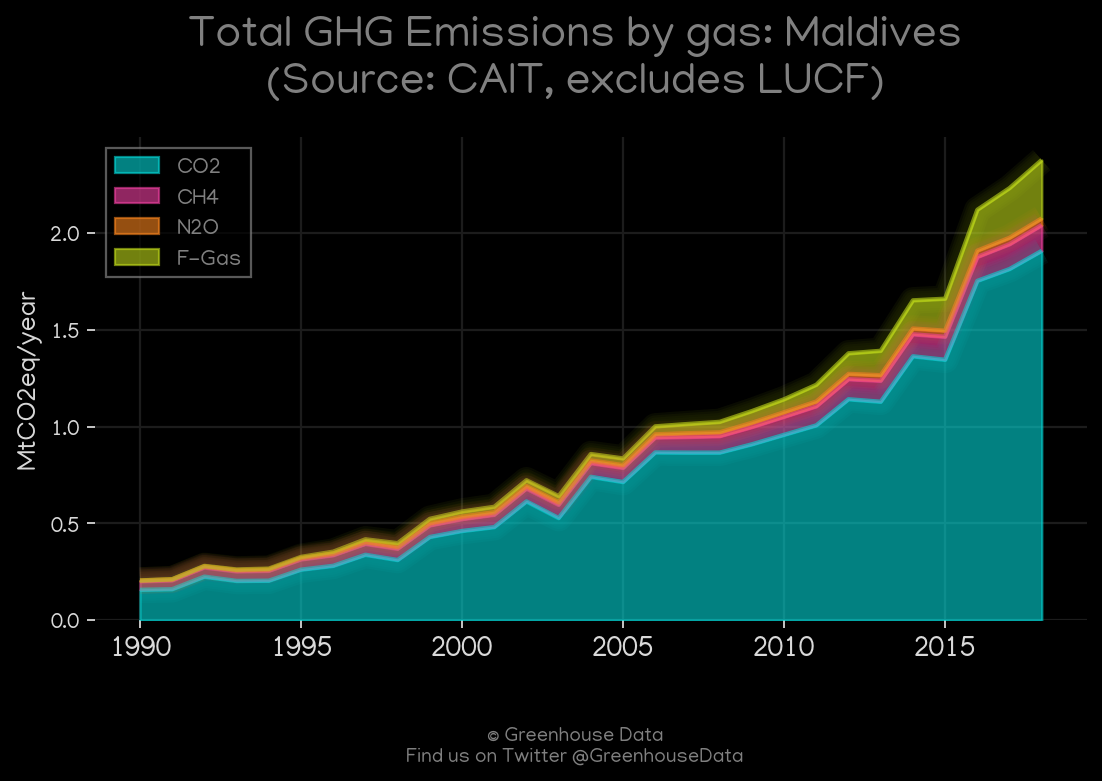 Total GHG Emissions by gas: Maldives
(Source: CAIT, excludes LUCF)
CO2
CH4
N2O
F-Gas
MtCO2eq/year
2.0
1.5
1.0
0.5
0.0
1990 1995 2000 2005 2010 2015
© Greenhouse Data
Find us on Twitter @GreenhouseData